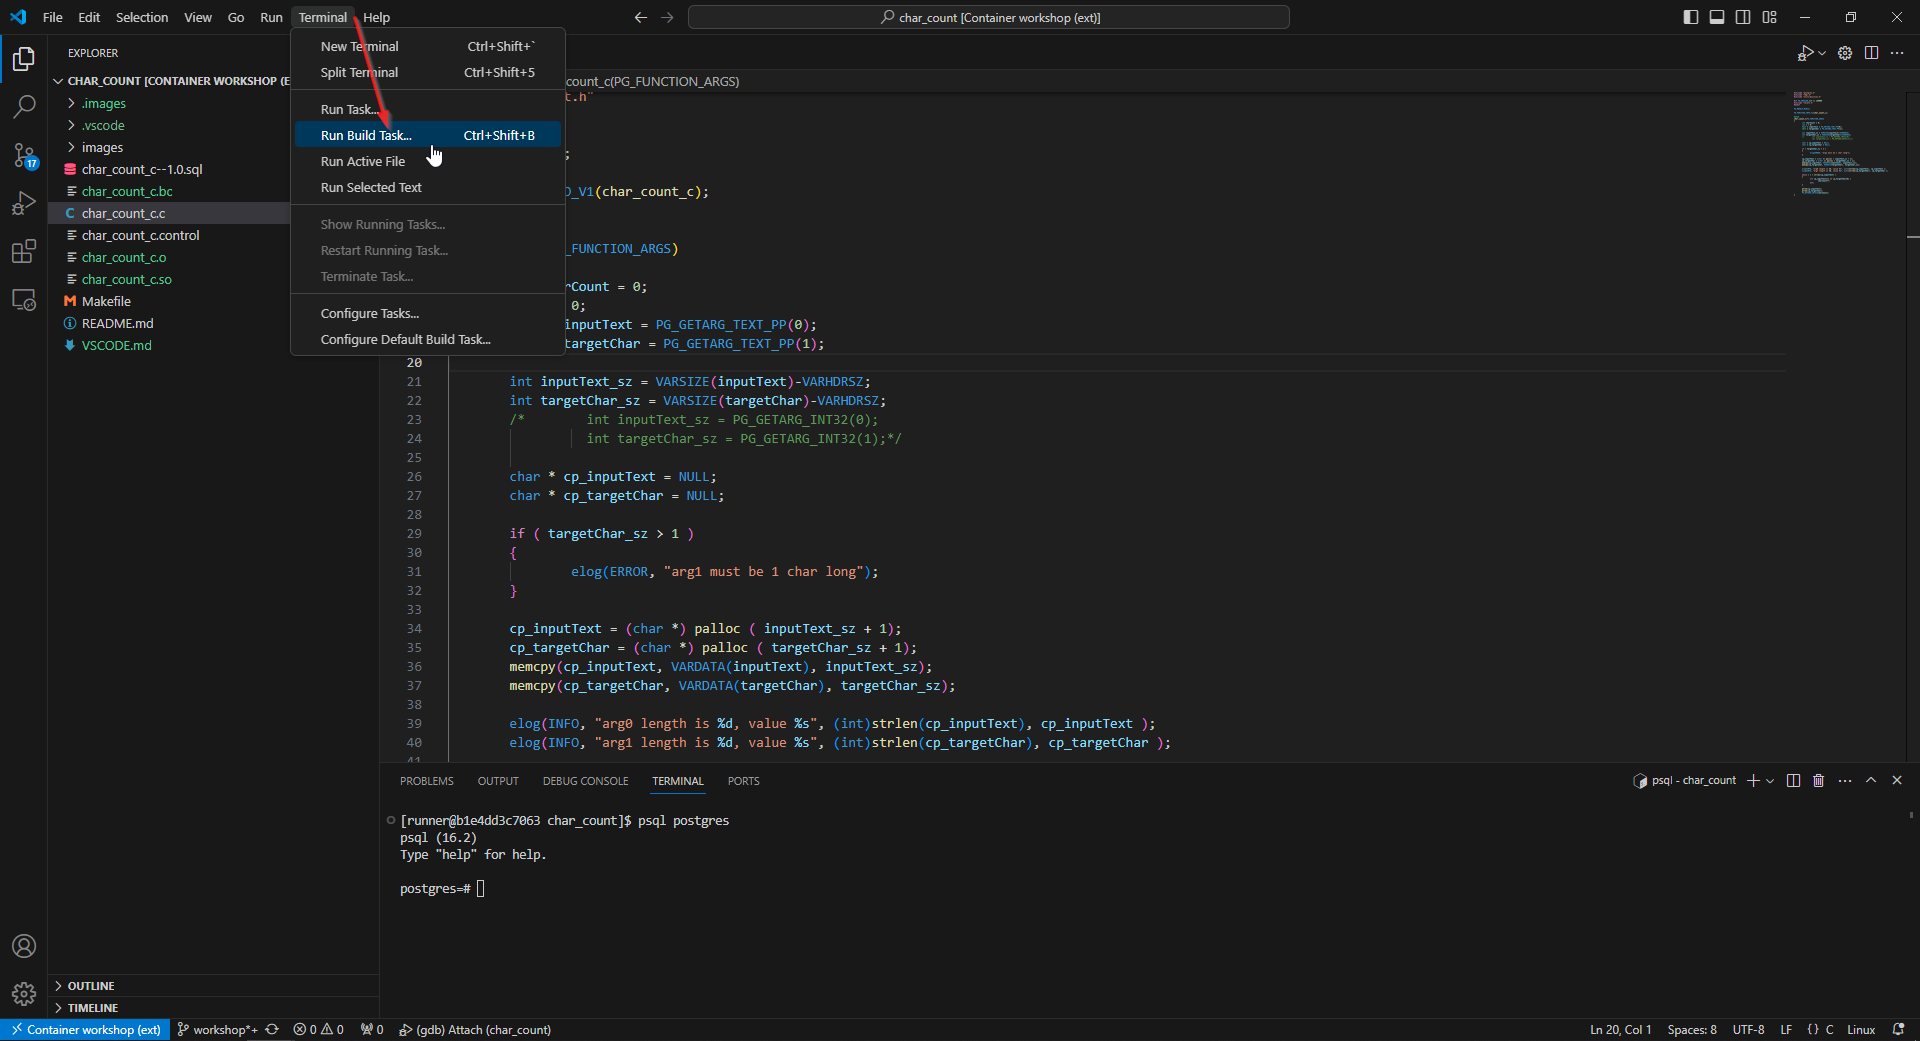 File Edit Selection View Go Run Terminal Help
char_count [Container workshop (ext)]
EXPLORER
CHAR_COUNT [CONTAINER WORKSHOP (E
.images
.vscode
images
char_count_c--1.0.sql
char_count_c.bc
char_count_c.c
char_count_c.control
char_count_c.o
char_count_c.so
Makefile
README.md
VSCODE.md
17
New Terminal Ctrl+Shift+`
Split Terminal Ctrl+Shift+5
Run Task...
Run Build Task... Ctrl+Shift+B
Run Active File
Run Selected Text
Show Running Tasks...
Restart Running Task...
Terminate Task...
Configure Tasks...
Configure Default Build Task...
count_c(PG_FUNCTION_ARGS)
t.h"
;
O_V1(char_count_c);
_FUNCTION_ARGS)
rCount = 0;
0;
inputText = PG_GETARG_TEXT_PP(0);
targetChar = PG_GETARG_TEXT_PP(1);
20
21 int inputText_sz = VARSIZE(inputText)-VARHDRSZ;
22 int targetChar_sz = VARSIZE(targetChar)-VARHDRSZ;
23 /* int inputText_sz = PG_GETARG_INT32(0);
24 int targetChar_sz = PG_GETARG_INT32(1);*/
25
26 char * cp_inputText = NULL;
27 char * cp_targetChar = NULL;
28
29 if ( targetChar_sz > 1 )
30 {
31 elog(ERROR, "arg1 must be 1 char long");
32 }
33
34 cp_inputText = (char *) palloc ( inputText_sz + 1);
35 cp_targetChar = (char *) palloc ( targetChar_sz + 1);
36 memcpy(cp_inputText, VARDATA(inputText), inputText_sz);
37 memcpy(cp_targetChar, VARDATA(targetChar), targetChar_sz);
38
39 elog(INFO, "arg0 length is %d, value %s", (int)strlen(cp_inputText), cp_inputText );
40 elog(INFO, "arg1 length is %d, value %s", (int)strlen(cp_targetChar), cp_targetChar );
41
PROBLEMS OUTPUT DEBUG CONSOLE TERMINAL PORTS
psql - char_count
[runner@b1e4dd3c7063 char_count]$ psql postgres
psql (16.2)
Type "help" for help.
postgres=#
OUTLINE
TIMELINE
Container workshop (ext) workshop*+ 0 0 0 (gdb) Attach (char_count) Ln 20, Col 1 Spaces: 8 UTF-8 LF {} C Linux